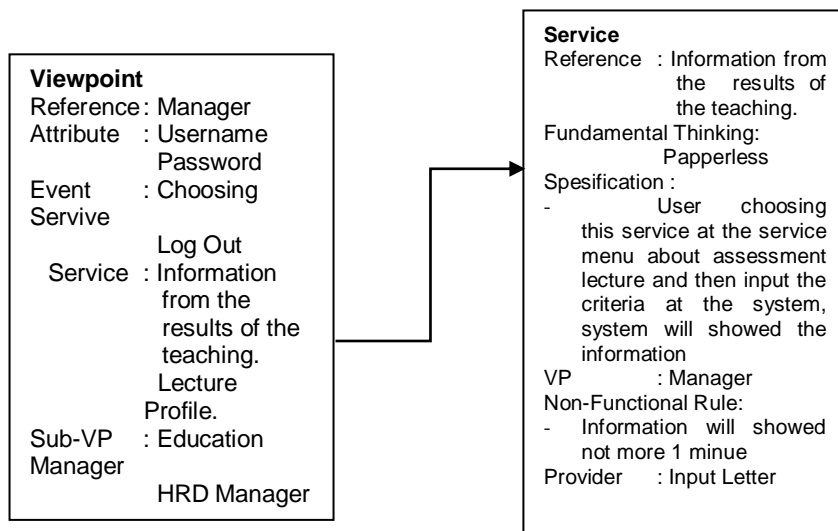 Viewpoint
Reference : Manager
Attribute : Username
Password
Event : Choosing
Servive
Log Out
Service : Information
from the
results of the
teaching.
Lecture
Profile.
Sub-VP : Education
Manager
HRD Manager
Service
Reference : Information from
the results of
the teaching.
Fundamental Thinking:
Papperless
Spesification :
- User choosing
this service at the service
menu about assessment
lecture and then input the
criteria at the system,
system will showed the
information
VP : Manager
Non-Functional Rule:
- Information will showed
not more 1 minue
Provider : Input Letter